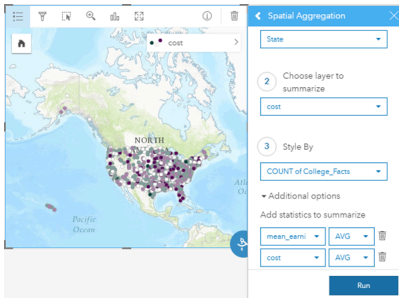 Spatial Aggregation
State
cost
2 Choose layer to
summarize
cost
NORTH
3 Style By
COUNT of College_Facts
Additional options
Add statistics to summarize
Pacific
Ocean
mean_earni AVG
cost AVG
Run